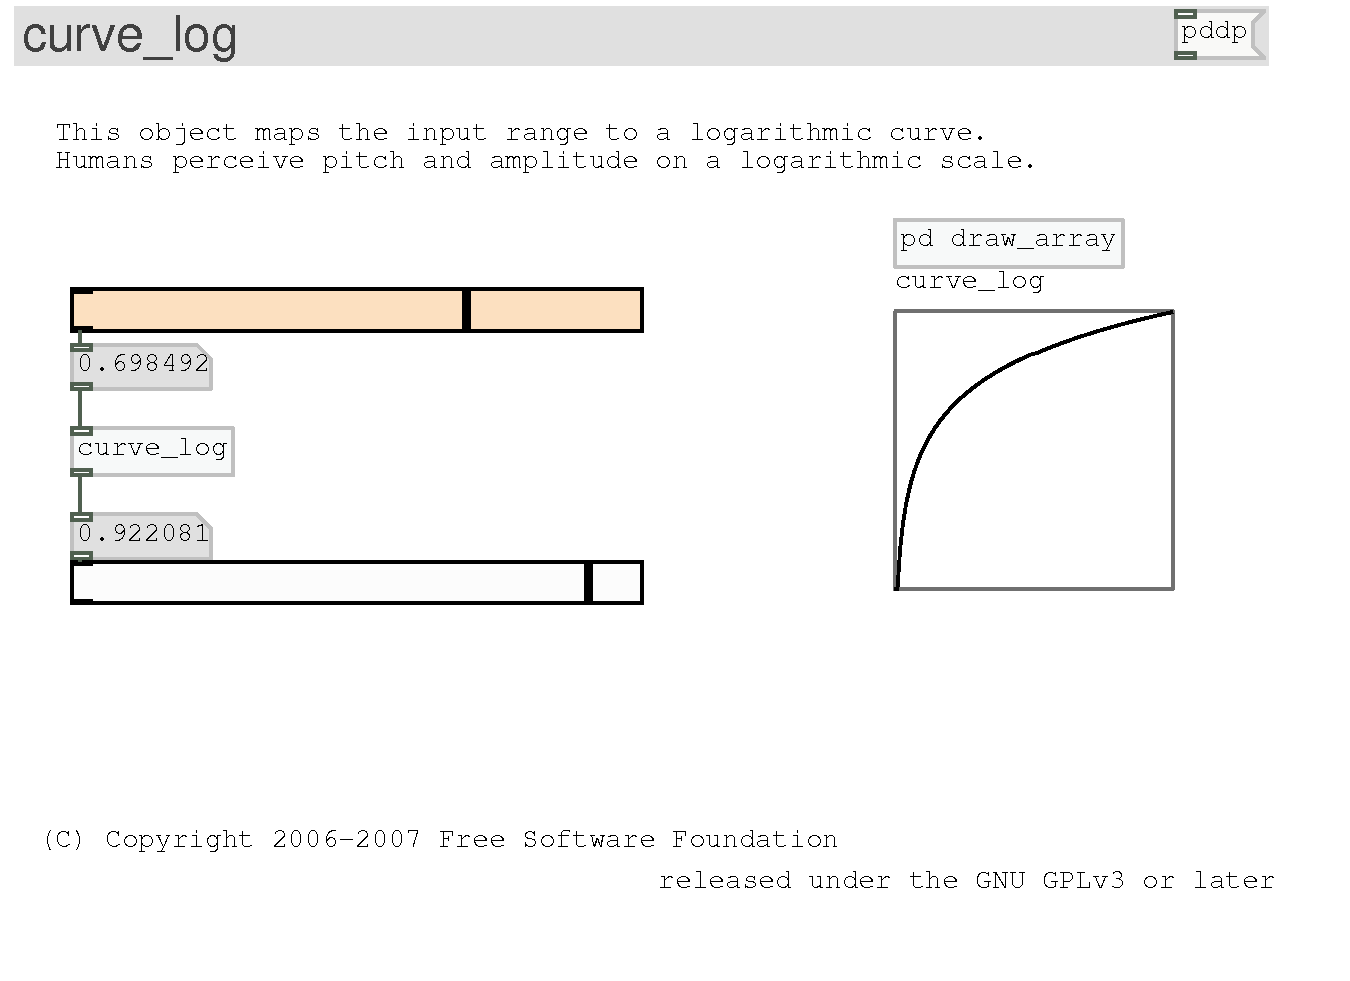 curve_log
pddp
This object maps the input range to a logarithmic curve.
Humans perceive pitch and amplitude on a logarithmic scale.
pd draw_array
curve_log
0.698492
curve_log
0.922081
(C) Copyright 2006-2007 Free Software Foundation
released under the GNU GPLv3 or later